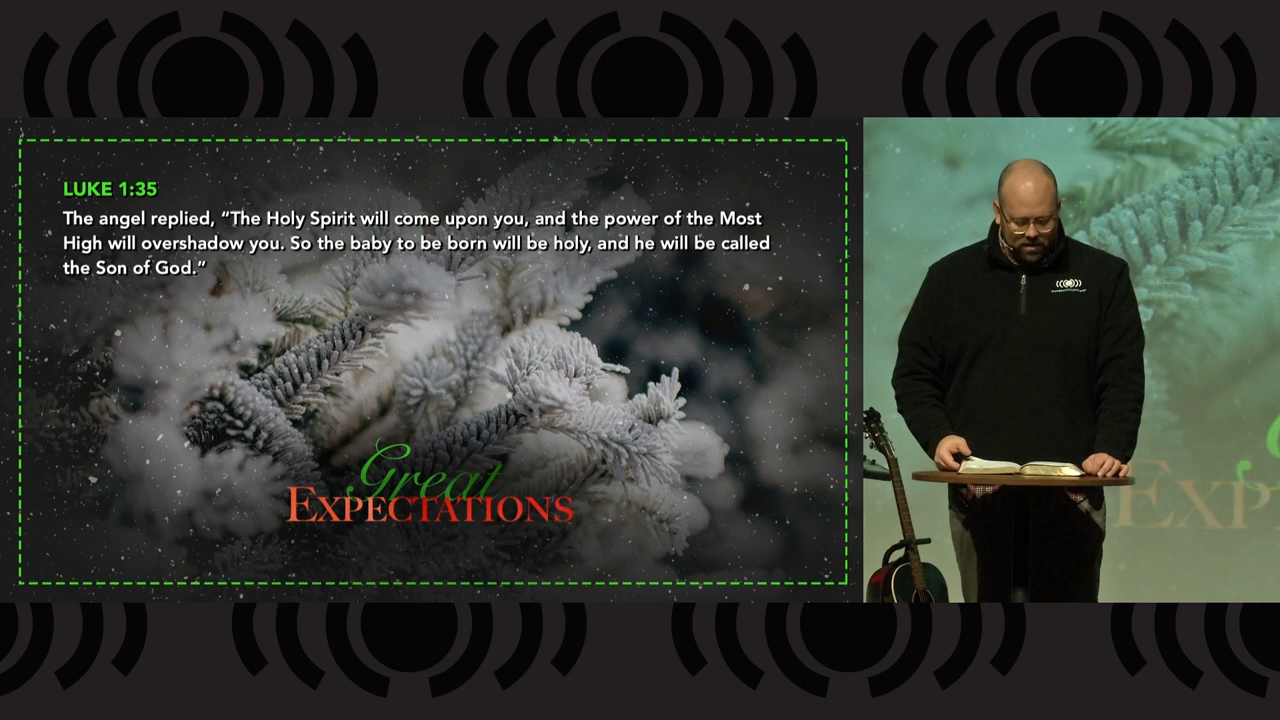 LUKE 1:35
The angel replied, “The Holy Spirit will come upon you, and the power of the Most
High will overshadow you. So the baby to be born will be holy, and he will be called
the Son of God.”
Great
EXPECTATIONS
EXP